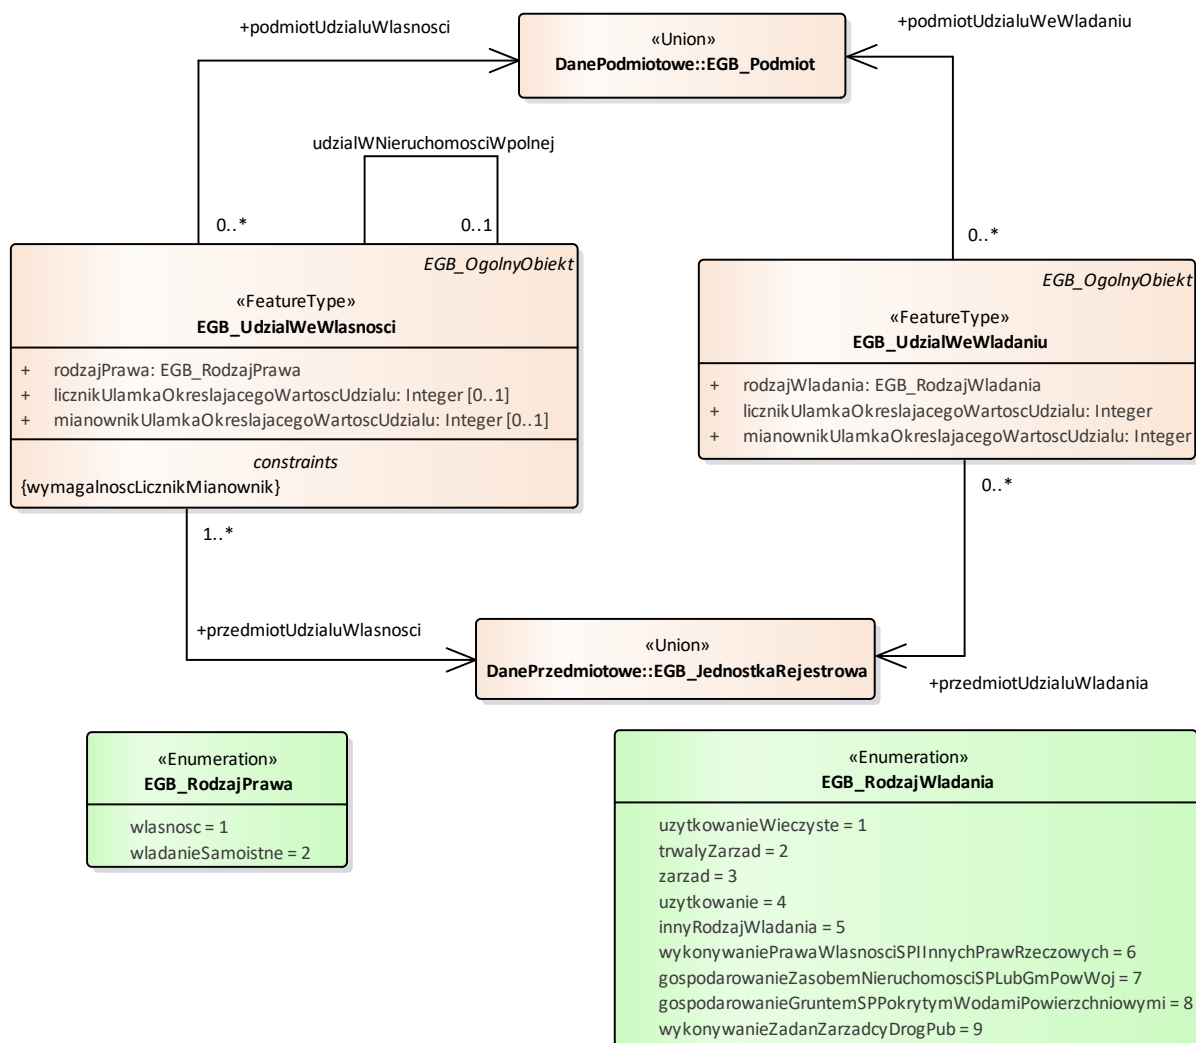 +podmiotUdzialuWlasnosci
+podmiotUdzialuWeWladaniu
«Union»
DanePodmiotowe::EGB_Podmiot
udzialWNieruchomosciWpolnej
0..*
0..1
0..*
EGB_OgolnyObiekt
«FeatureType»
EGB_UdzialWeWlasnosci
+ rodzajPrawa: EGB_RodzajPrawa
+ licznikUlamkaOkreslajacegoWartoscUdzialu: Integer [0..1]
+ mianownikUlamkaOkreslajacegoWartoscUdzialu: Integer [0..1]
constraints
{wymagalnoscLicznikMianownik}
EGB_OgolnyObiekt
«FeatureType»
EGB_UdzialWeWladaniu
+ rodzajWladania: EGB_RodzajWladania
+ licznikUlamkaOkreslajacegoWartoscUdzialu: Integer
+ mianownikUlamkaOkreslajacegoWartoscUdzialu: Integer
1..*
0..*
+przedmiotUdzialuWlasnosci
«Union»
DanePrzedmiotowe::EGB_JednostkaRejestrowa
+przedmiotUdzialuWladania
«Enumeration»
EGB_RodzajPrawa
wlasnosc = 1
wladanieSamoistne = 2
«Enumeration»
EGB_RodzajWladania
uzytkowanieWieczyste = 1
trwalyZarzad = 2
zarzad = 3
uzytkowanie = 4
innyRodzajWladania = 5
wykonywaniePrawaWlasnosciSPIInnychPrawRzeczowych = 6
gospodarowanieZasobemNieruchomosciSPLubGmPowWoj = 7
gospodarowanieGruntemSPPokrytymWodamiPowierzchniowymi = 8
wykonywanieZadanZarzadcyDrogPub = 9